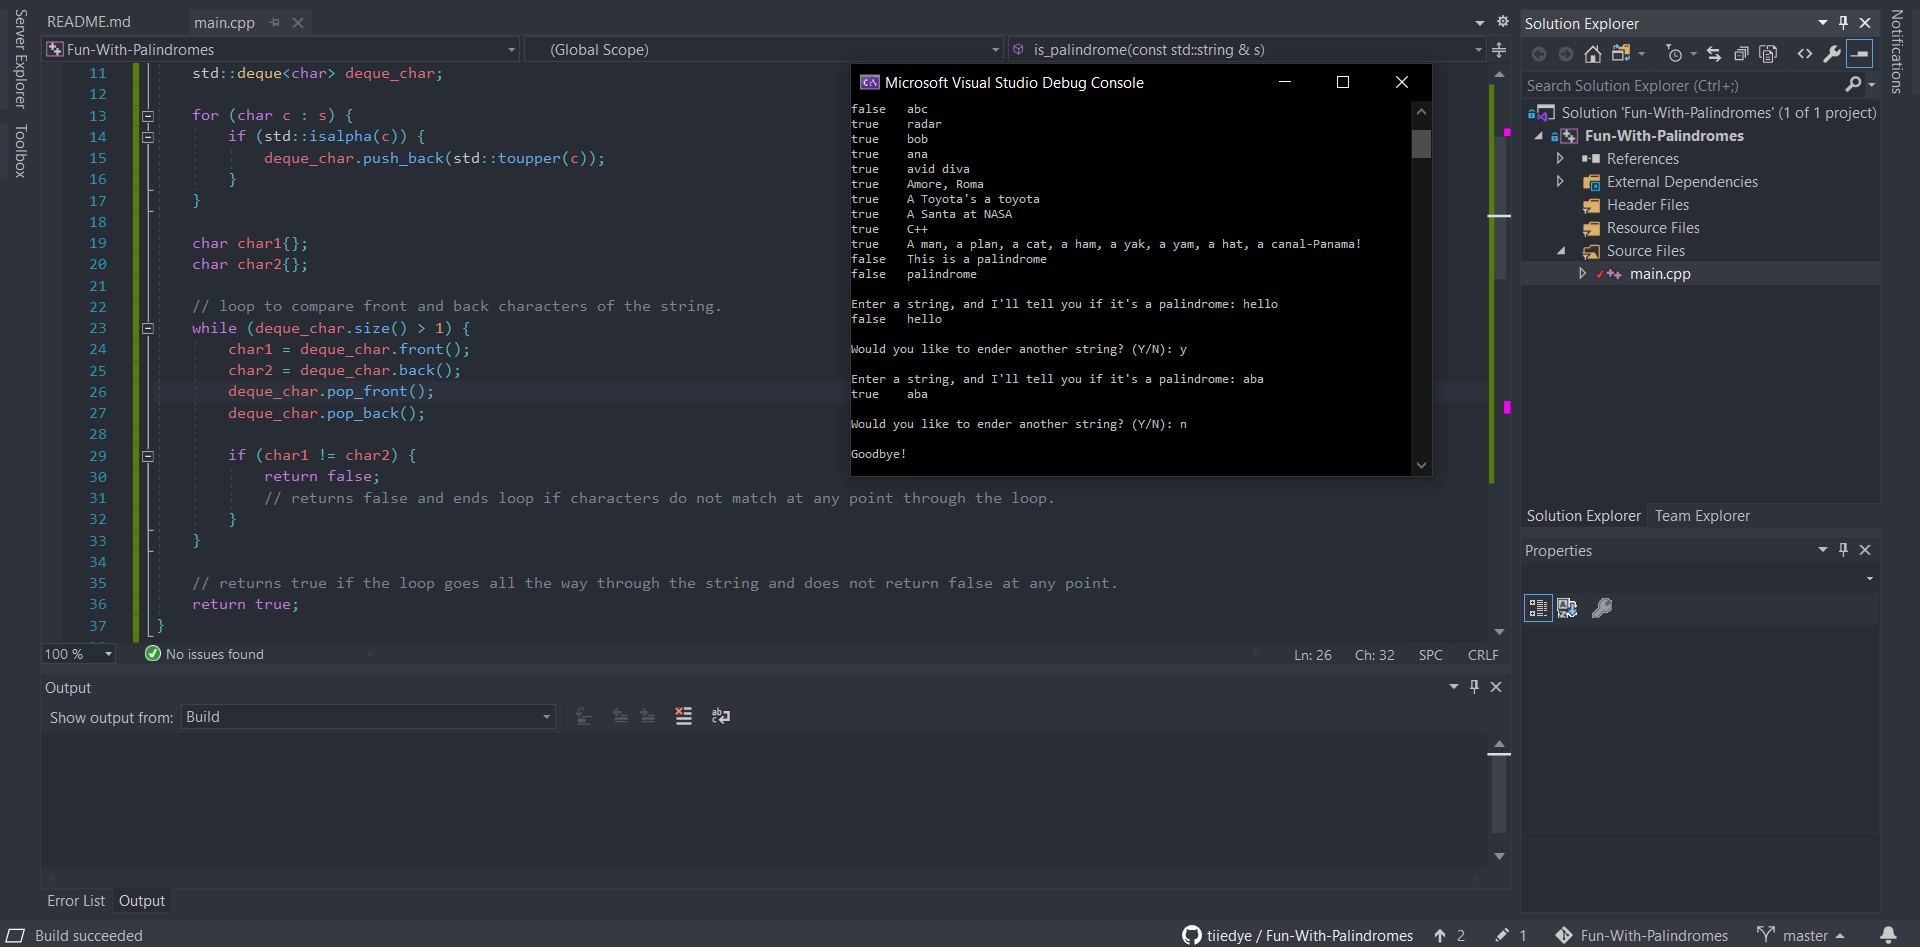 Server Explorer
Toolbox
README.md
main.cpp
Fun-With-Palindromes
(Global Scope)
is_palindrome(const std::string & s)
11 std::deque<char> deque_char;
12
13 for (char c : s) {
14 if (std::isalpha(c)) {
15 deque_char.push_back(std::toupper(c));
16 }
17 }
18
19 char char1{};
20 char char2{};
21
22 // loop to compare front and back characters of the string.
23 while (deque_char.size() > 1) {
24 char1 = deque_char.front();
25 char2 = deque_char.back();
26 deque_char.pop_front();
27 deque_char.pop_back();
28
29 if (char1 != char2) {
30 return false;
31 // returns false and ends loop if characters do not match at any point through the loop.
32 }
33 }
34
35 // returns true if the loop goes all the way through the string and does not return false at any point.
36 return true;
37 }
100 %
No issues found
Ln: 26 Ch: 32 SPC CRLF
Microsoft Visual Studio Debug Console
false abc
true radar
true bob
true ana
true avid diva
true Amore, Roma
true A Toyota's a toyota
true A Santa at NASA
true C++
true A man, a plan, a cat, a ham, a yak, a yam, a hat, a canal-Panama!
false This is a palindrome
false palindrome
Enter a string, and I'll tell you if it's a palindrome: hello
false hello
Would you like to ender another string? (Y/N): y
Enter a string, and I'll tell you if it's a palindrome: aba
true aba
Would you like to ender another string? (Y/N): n
Goodbye!
Output
Show output from: Build
Error List Output
Solution Explorer
Search Solution Explorer (Ctrl+;)
Solution 'Fun-With-Palindromes' (1 of 1 project)
Fun-With-Palindromes
References
External Dependencies
Header Files
Resource Files
Source Files
main.cpp
Solution Explorer Team Explorer
Properties
Notifications
Build succeeded
tiiedye / Fun-With-Palindromes
2
1
Fun-With-Palindromes
master